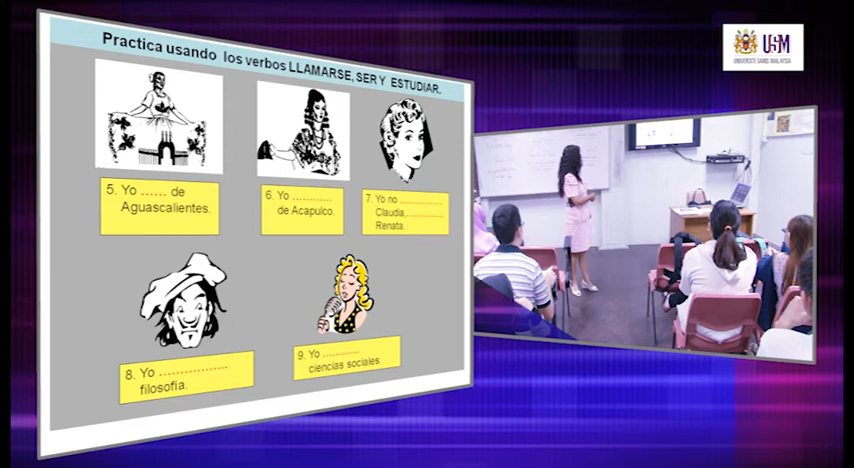 Practica usando los verbos LLAMARSE, SER Y ESTUDIAR.
5. Yo ...... de
Aguascalientes.
6. Yo ............
de Acapulco.
7. Yo no ............
Claudia,...........
Renata.
8. Yo ..................
filosofía.
9. Yo ............
ciencias sociales.
USM
UNIVERSITI SAINS MALAYSIA